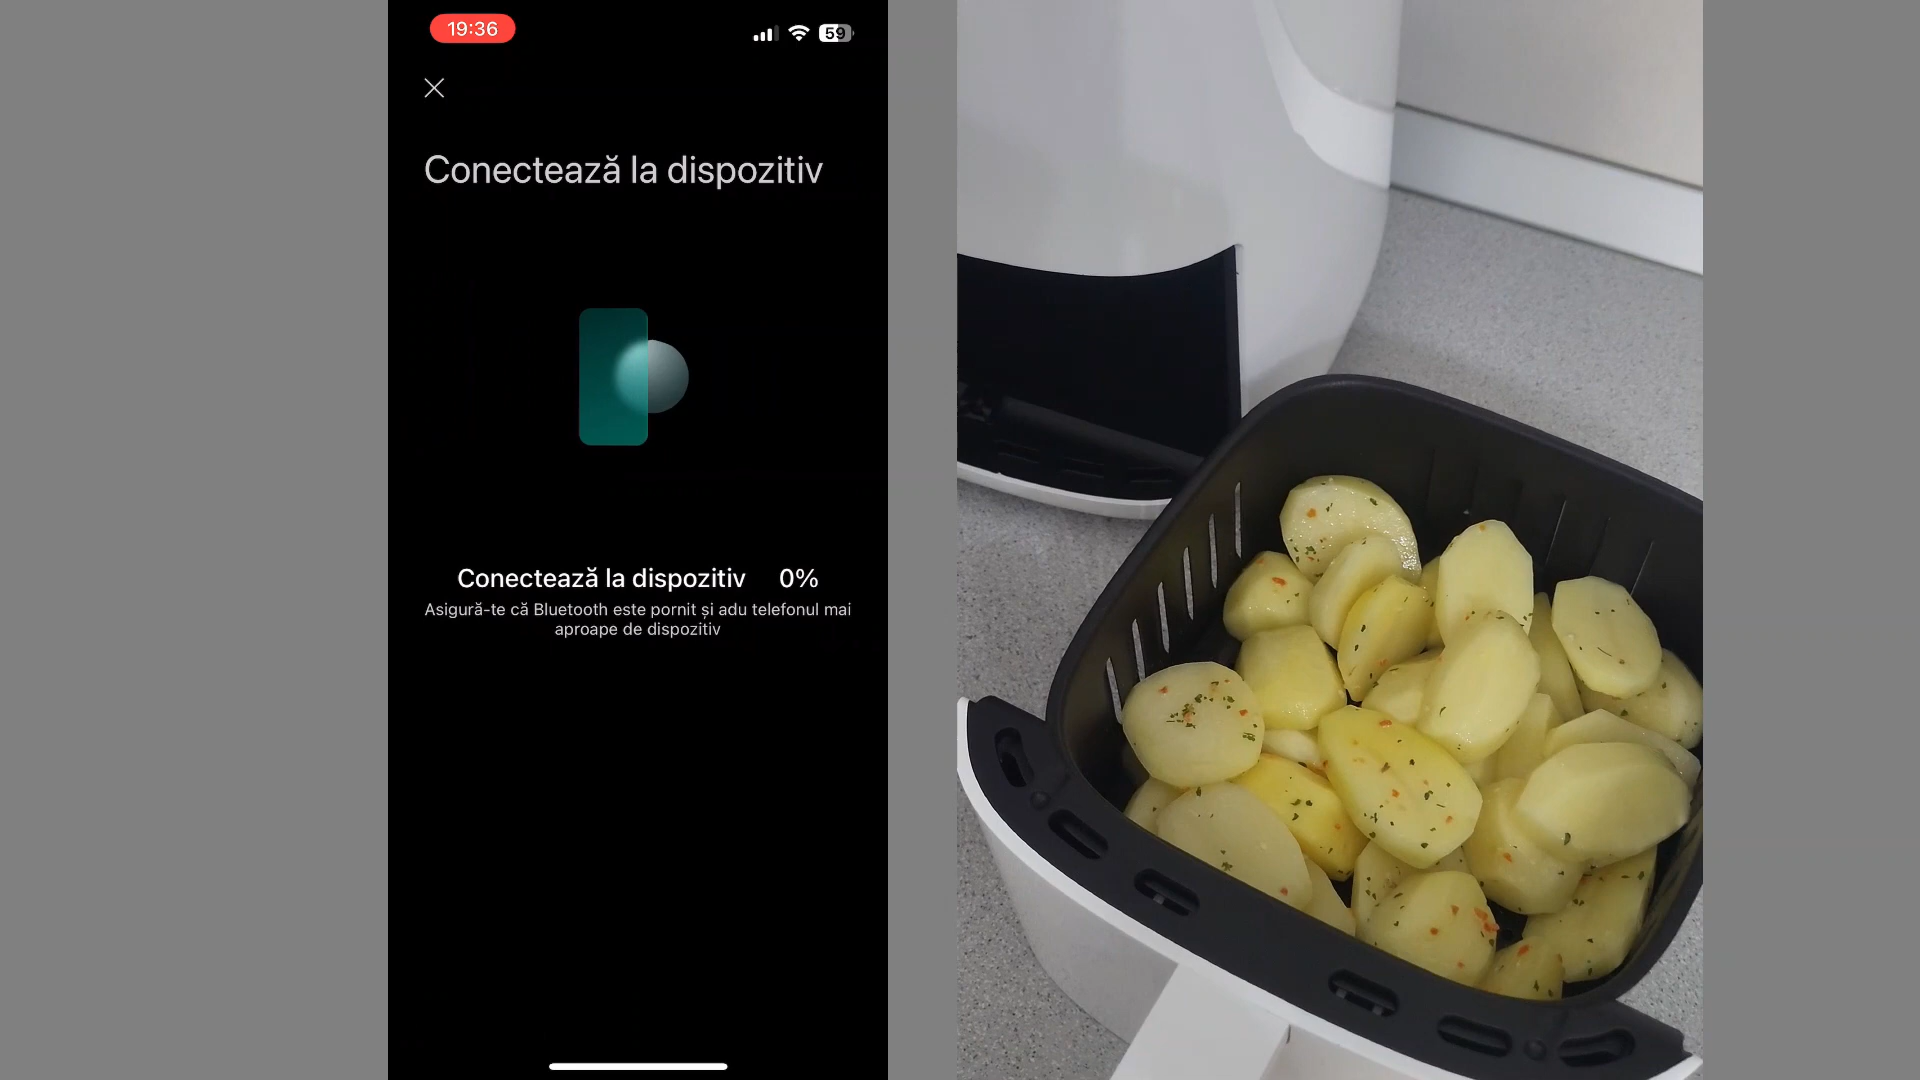 19:36
59
Conectează la dispozitiv
Conectează la dispozitiv 0%
Asigură-te că Bluetooth este pornit și adu telefonul mai
aproape de dispozitiv